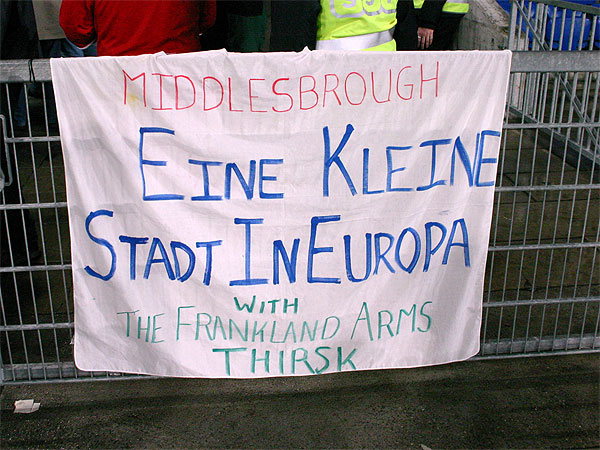 MIDDLESBROUGH
EINE KLEINE
STADT IN EUROPA
WITH
THE FRANKLAND ARMS
THIRSK